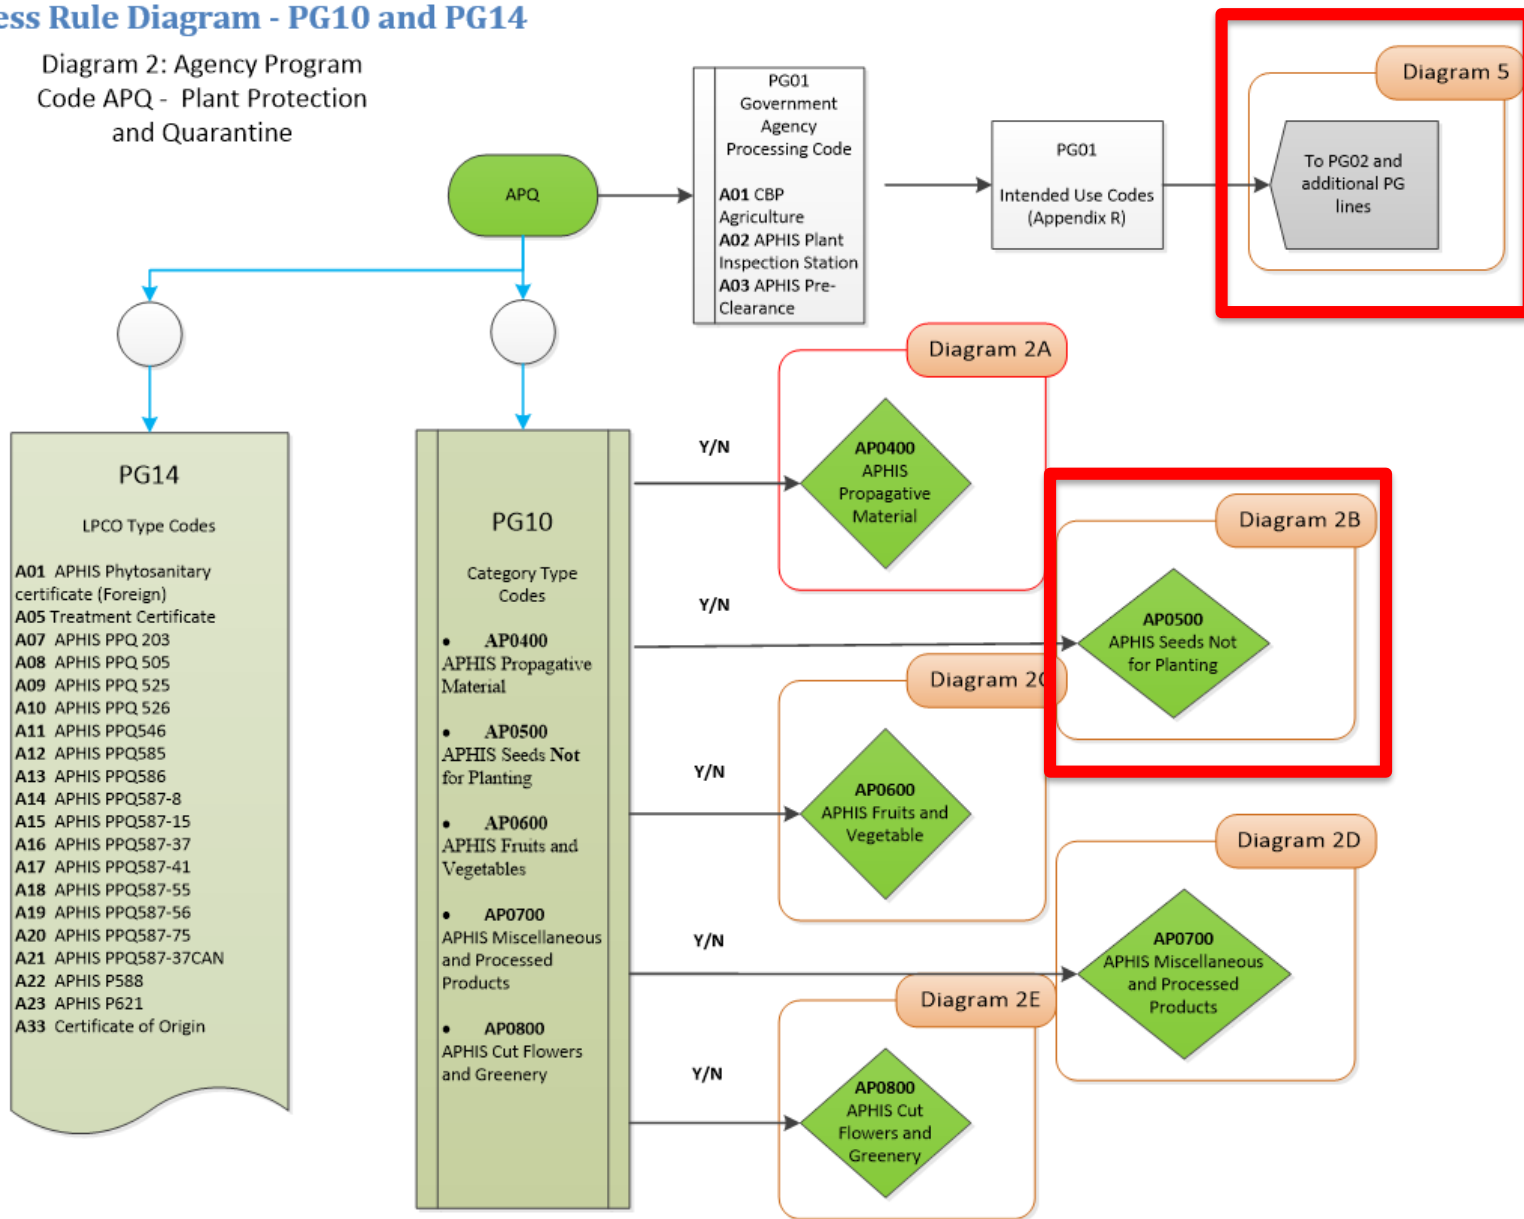 ess Rule Diagram - PG10 and PG14
Diagram 2: Agency Program
Code APQ - Plant Protection
and Quarantine
APQ
PG01
Government
Agency
Processing Code
A01 CBP
Agriculture
A02 APHIS Plant
Inspection Station
A03 APHIS Pre-
Clearance
PG01
Intended Use Codes
(Appendix R)
Diagram 5
To PG02 and
additional PG
lines
PG14
LPCO Type Codes
A01 APHIS Phytosanitary
certificate (Foreign)
A05 Treatment Certificate
A07 APHIS PPQ 203
A08 APHIS PPQ 505
A09 APHIS PPQ 525
A10 APHIS PPQ 526
A11 APHIS PPQ546
A12 APHIS PPQ585
A13 APHIS PPQ586
A14 APHIS PPQ587-8
A15 APHIS PPQ587-15
A16 APHIS PPQ587-37
A17 APHIS PPQ587-41
A18 APHIS PPQ587-55
A19 APHIS PPQ587-56
A20 APHIS PPQ587-75
A21 APHIS PPQ587-37CAN
A22 APHIS P588
A23 APHIS P621
A33 Certificate of Origin
PG10
Category Type
Codes
• AP0400
APHIS Propagative
Material
• AP0500
APHIS Seeds Not
for Planting
• AP0600
APHIS Fruits and
Vegetables
• AP0700
APHIS Miscellaneous
and Processed
Products
• AP0800
APHIS Cut Flowers
and Greenery
Y/N
Diagram 2A
AP0400
APHIS
Propagative
Material
Y/N
Diagram 2B
AP0500
APHIS Seeds Not
for Planting
Y/N
Diagram 2C
AP0600
APHIS Fruits and
Vegetable
Y/N
Diagram 2D
AP0700
APHIS Miscellaneous
and Processed
Products
Y/N
Diagram 2E
AP0800
APHIS Cut
Flowers and
Greenery